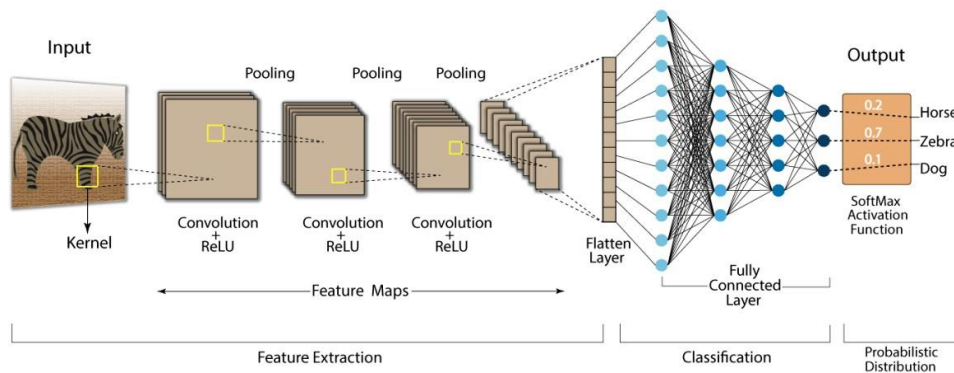 Input
Kernel
Pooling
Pooling
Pooling
Convolution
+
ReLU
Convolution
+
ReLU
Convolution
+
ReLU
Feature Maps
Flatten
Layer
Fully
Connected
Layer
Output
0.2
Horse
0.7
Zebra
0.1
Dog
SoftMax
Activation
Function
Feature Extraction
Classification
Probabilistic
Distribution